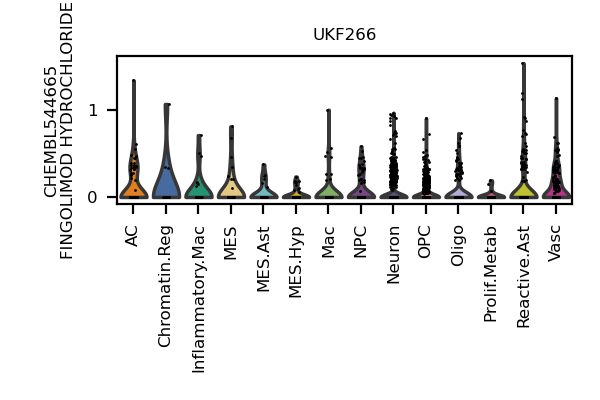 UKF266
CHEMBL544665
FINGOLIMOD HYDROCHLORIDE
1
0
AC
Chromatin.Reg
Inflammatory.Mac
MES
MES.Ast
MES.Hyp
Mac
NPC
Neuron
OPC
Oligo
Prolif.Metab
Reactive.Ast
Vasc